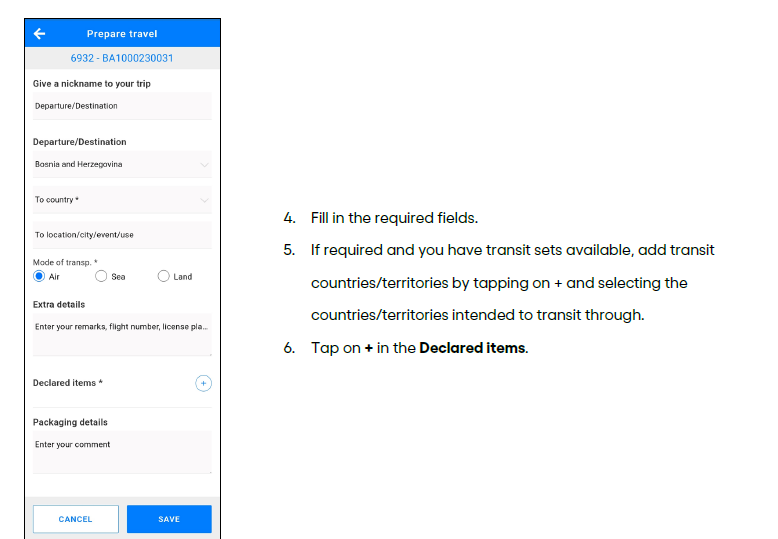 Prepare travel
6932 - BA1000230031
Give a nickname to your trip
Departure/Destination
Departure/Destination
Bosnia and Herzegovina
To country *
To location/city/event/use
Mode of transp. *
Air Sea Land
Extra details
Enter your remarks, flight number, license pla...
Declared items * +
Packaging details
Enter your comment
CANCEL SAVE
4. Fill in the required fields.
5. If required and you have transit sets available, add transit
countries/territories by tapping on + and selecting the
countries/territories intended to transit through.
6. Tap on + in the Declared items.